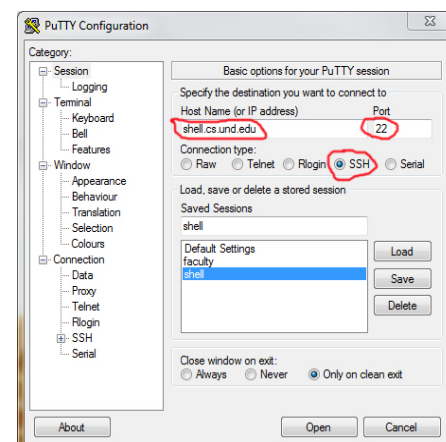 PuTTY Configuration
Category:
Session
Logging
Terminal
Keyboard
Bell
Features
Window
Appearance
Behaviour
Translation
Selection
Colours
Connection
Data
Proxy
Telnet
Rlogin
SSH
Serial
Basic options for your PuTTY session
Specify the destination you want to connect to
Host Name (or IP address) Port
shell.cs.und.edu 22
Connection type:
Raw Telnet Rlogin SSH Serial
Load, save or delete a stored session
Saved Sessions
shell
Default Settings
faculty
shell
Load
Save
Delete
Close window on exit:
Always Never Only on clean exit
About Open Cancel